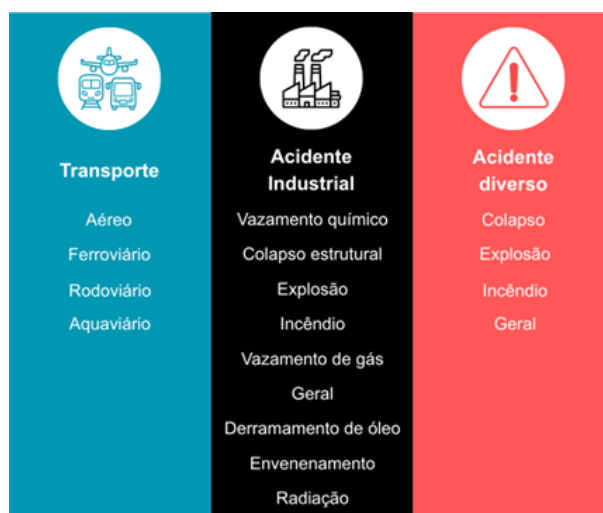 Transporte
Aéreo
Ferroviário
Rodoviário
Aquaviário
Acidente
Industrial
Vazamento químico
Colapso estrutural
Explosão
Incêndio
Vazamento de gás
Geral
Derramamento de óleo
Envenenamento
Radiação
Acidente
diverso
Colapso
Explosão
Incêndio
Geral